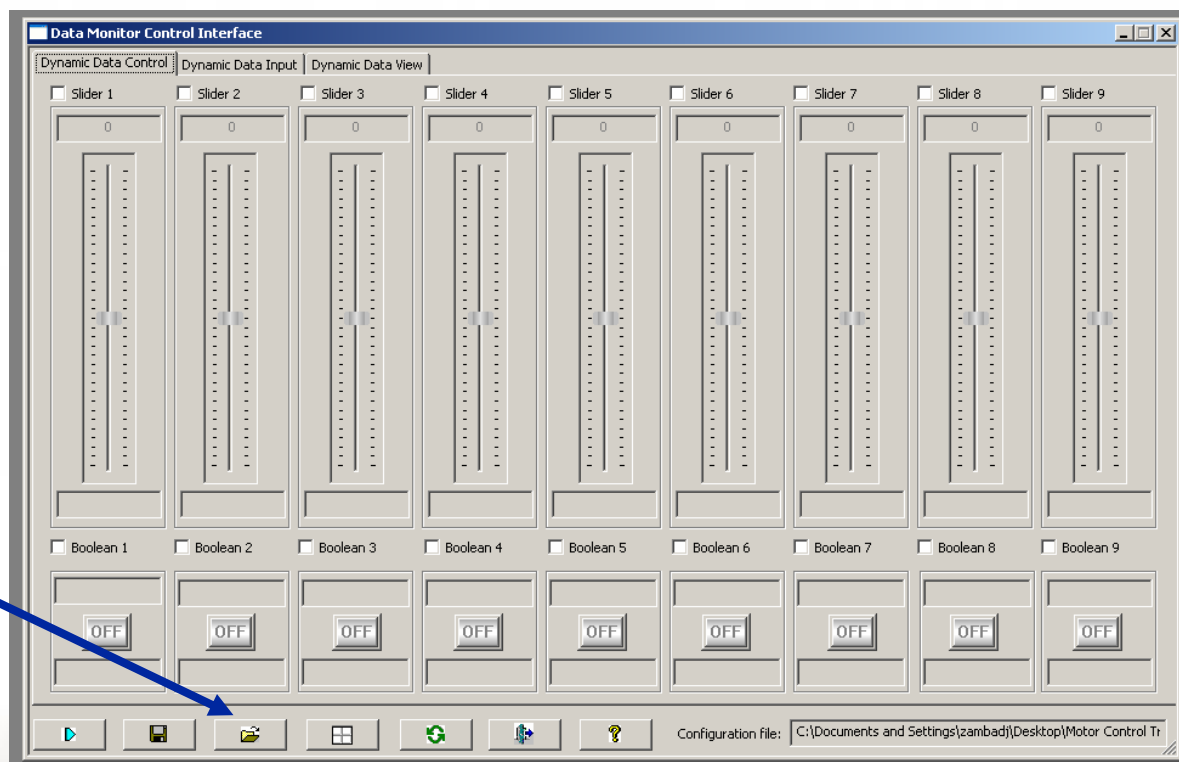 Data Monitor Control Interface
Dynamic Data Control Dynamic Data Input Dynamic Data View
Slider 1 Slider 2 Slider 3 Slider 4 Slider 5 Slider 6 Slider 7 Slider 8 Slider 9
0 0 0 0 0 0 0 0 0
Boolean 1 Boolean 2 Boolean 3 Boolean 4 Boolean 5 Boolean 6 Boolean 7 Boolean 8 Boolean 9
OFF OFF OFF OFF OFF OFF OFF OFF OFF
? Configuration file: C:\Documents and Settings\zambadj\Desktop\Motor Control Tr